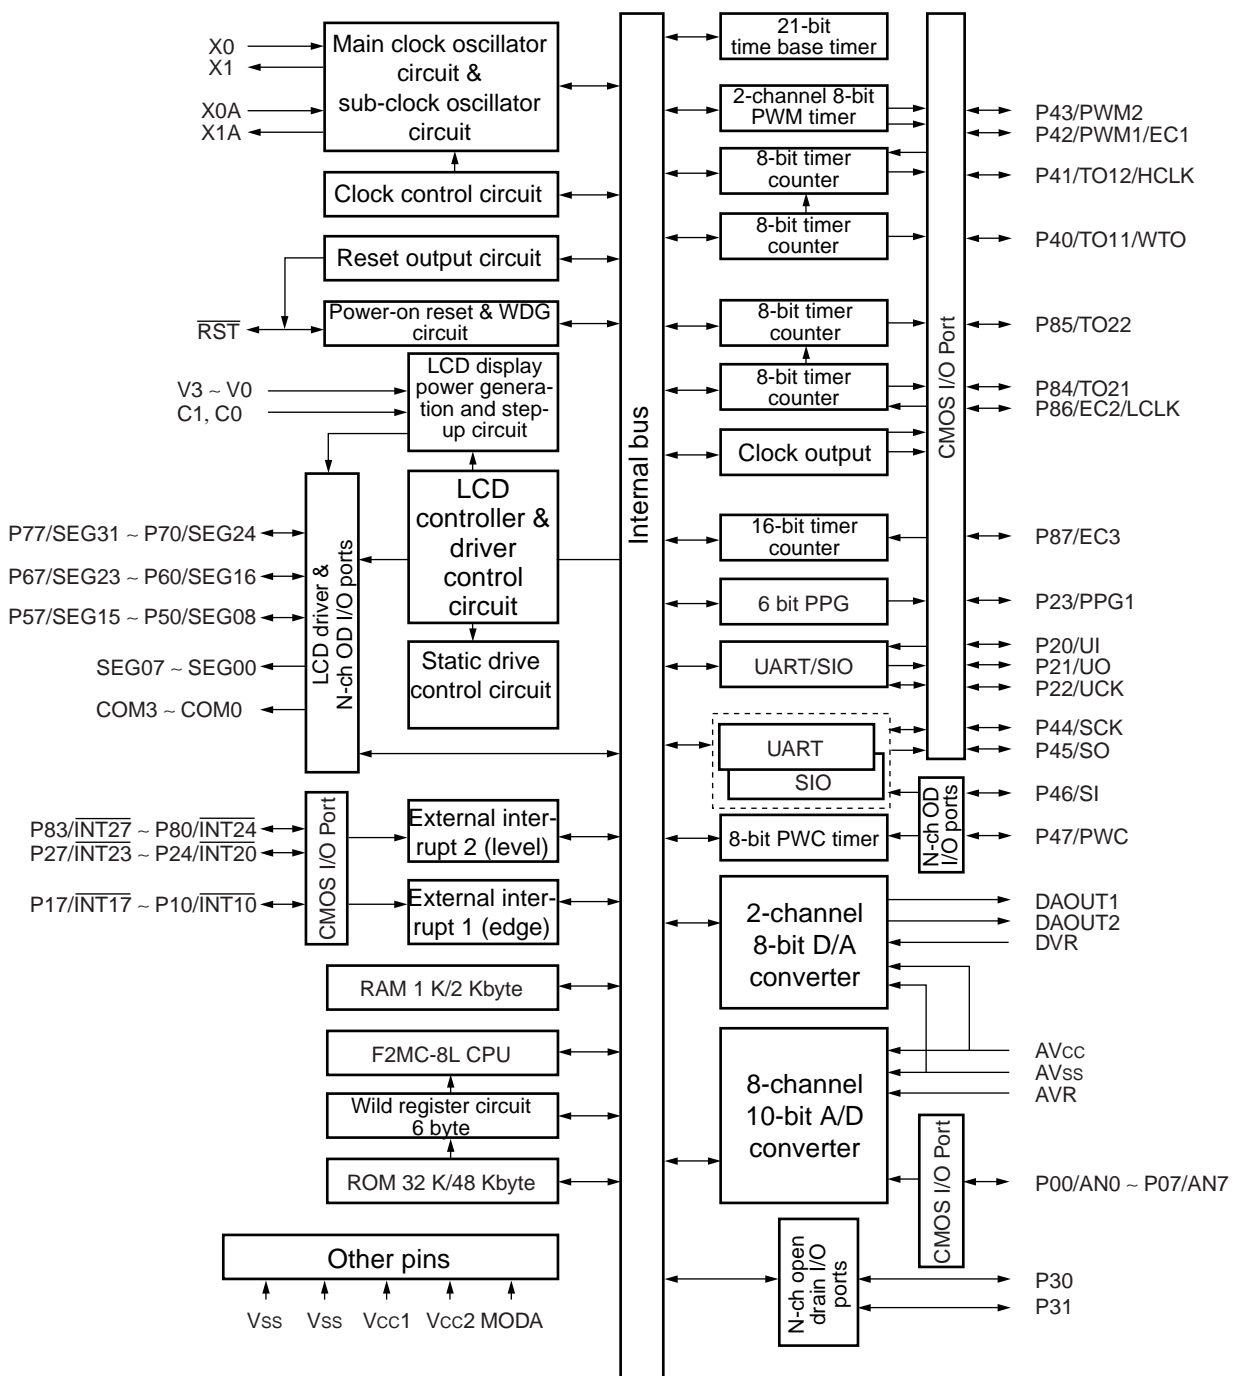 X0
X1
X0A
X1A
Main clock oscillator
circuit &
sub-clock oscillator
circuit
Clock control circuit
Reset output circuit
RST
Power-on reset & WDG
circuit
V3 ~ V0
C1, C0
LCD display
power genera-
tion and step-
up circuit
LCD
controller &
driver
control
circuit
Static drive
control circuit
P77/SEG31 ~ P70/SEG24
P67/SEG23 ~ P60/SEG16
P57/SEG15 ~ P50/SEG08
SEG07 ~ SEG00
COM3 ~ COM0
LCD driver &
N-ch OD I/O ports
P83/INT27 ~ P80/INT24
P27/INT23 ~ P24/INT20
P17/INT17 ~ P10/INT10
CMOS I/O Port
External inter-
rupt 2 (level)
External inter-
rupt 1 (edge)
RAM 1 K/2 Kbyte
F2MC-8L CPU
Wild register circuit
6 byte
ROM 32 K/48 Kbyte
Other pins
Vss
Vss
Vcc1
Vcc2
MODA
Internal bus
21-bit
time base timer
2-channel 8-bit
PWM timer
8-bit timer
counter
8-bit timer
counter
8-bit timer
counter
8-bit timer
counter
Clock output
16-bit timer
counter
6 bit PPG
UART/SIO
UART
SIO
8-bit PWC timer
2-channel
8-bit D/A
converter
8-channel
10-bit A/D
converter
N-ch open
drain I/O
ports
CMOS I/O Port
N-ch OD
I/O ports
CMOS I/O Port
P43/PWM2
P42/PWM1/EC1
P41/TO12/HCLK
P40/TO11/WTO
P85/TO22
P84/TO21
P86/EC2/LCLK
P87/EC3
P23/PPG1
P20/UI
P21/UO
P22/UCK
P44/SCK
P45/SO
P46/SI
P47/PWC
DAOUT1
DAOUT2
DVR
AVcc
AVss
AVR
P00/AN0 ~ P07/AN7
P30
P31